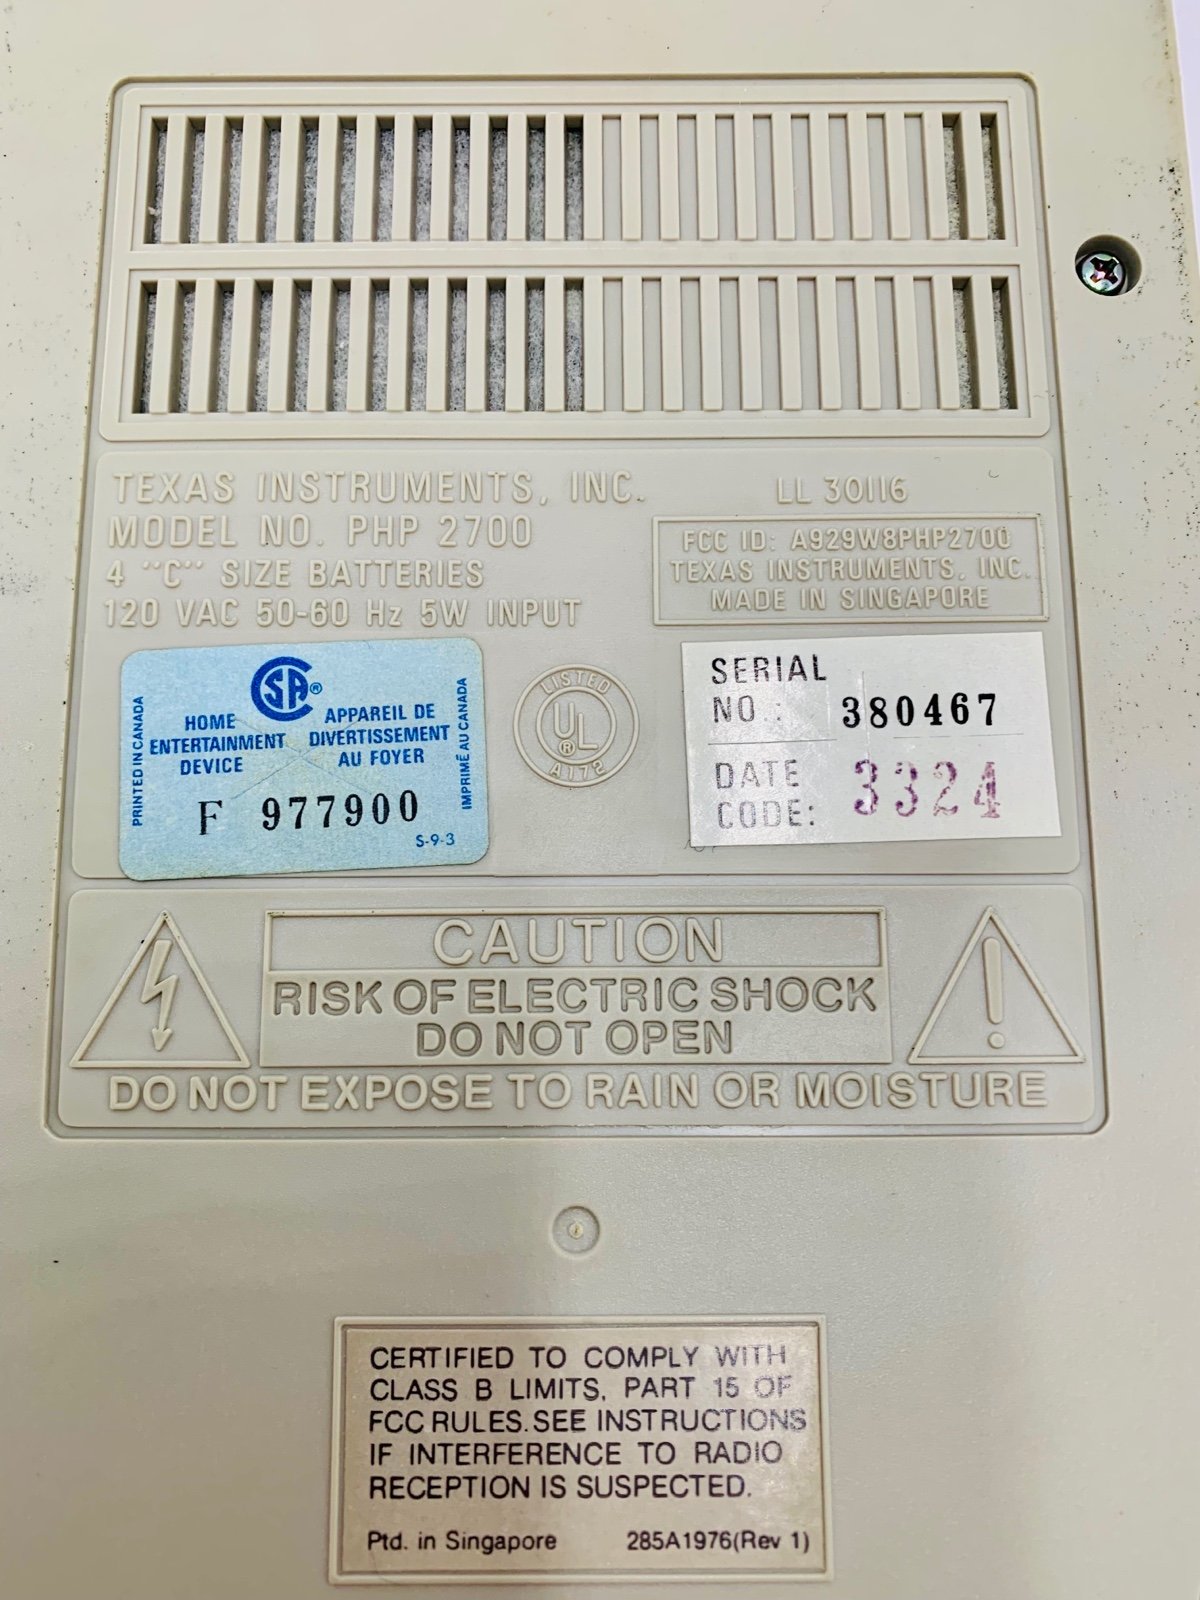 TEXAS INSTRUMENTS, INC.
MODEL NO. PHP 2700
4 "C" SIZE BATTERIES
120 VAC 50-60 Hz 5W INPUT
LL 30116
FCC ID: A929W8PHP2700
TEXAS INSTRUMENTS, INC.
MADE IN SINGAPORE
PRINTED IN CANADA
SA®
HOME
ENTERTAINMENT
DEVICE
APPAREIL DE
DIVERTISSEMENT
AU FOYER
IMPRIMÉ AU CANADA
F 977900
S-9-3
LISTED
UL
®
A172
SERIAL
NO.: 380467
DATE
CODE: 3324
CAUTION
RISK OF ELECTRIC SHOCK
DO NOT OPEN
!
DO NOT EXPOSE TO RAIN OR MOISTURE
CERTIFIED TO COMPLY WITH
CLASS B LIMITS, PART 15 OF
FCC RULES. SEE INSTRUCTIONS
IF INTERFERENCE TO RADIO
RECEPTION IS SUSPECTED.
Ptd. in Singapore 285A1976(Rev 1)